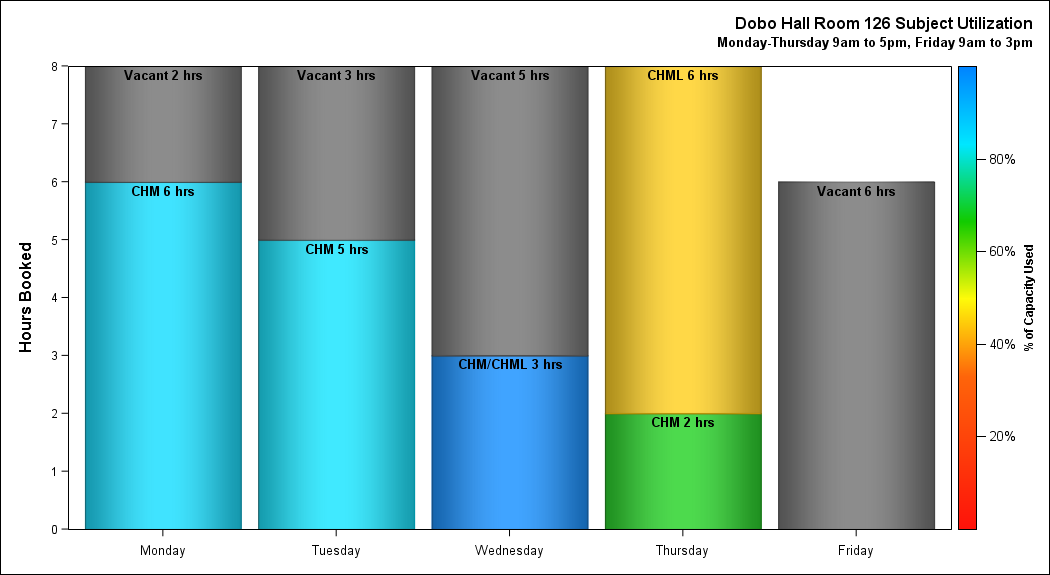 Dobo Hall Room 126 Subject Utilization
Monday-Thursday 9am to 5pm, Friday 9am to 3pm
Hours Booked
8
7
6
5
4
3
2
1
0
Vacant 2 hrs
CHM 6 hrs
Vacant 3 hrs
CHM 5 hrs
Vacant 5 hrs
CHM/CHML 3 hrs
CHML 6 hrs
CHM 2 hrs
Vacant 6 hrs
Monday
Tuesday
Wednesday
Thursday
Friday
80%
60%
40%
20%
% of Capacity Used